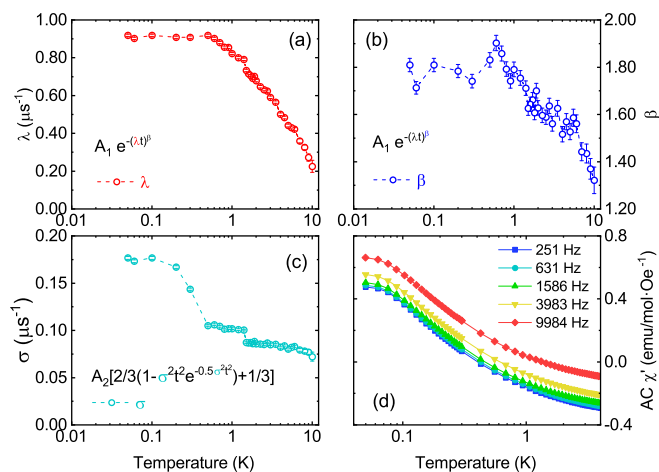 1.00
0.80
0.60
0.40
0.20
0.00
λ (μs⁻¹)
(a)
A₁ e^-(λt)^β
λ
0.01 0.1 1 10
2.00
1.80
1.60
1.40
1.20
β
(b)
A₁ e^-(λt)^β
β
0.01 0.1 1 10
0.20
0.15
0.10
0.05
0.00
σ (μs⁻¹)
(c)
A₂[2/3(1-σ²t²e^-0.5σ²t²)+1/3]
σ
0.01 0.1 1 10
Temperature (K)
0.8
0.4
0.0
-0.4
AC χ' (emu/mol·Oe⁻¹)
251 Hz
631 Hz
1586 Hz
3983 Hz
9984 Hz
(d)
0.1 1
Temperature (K)